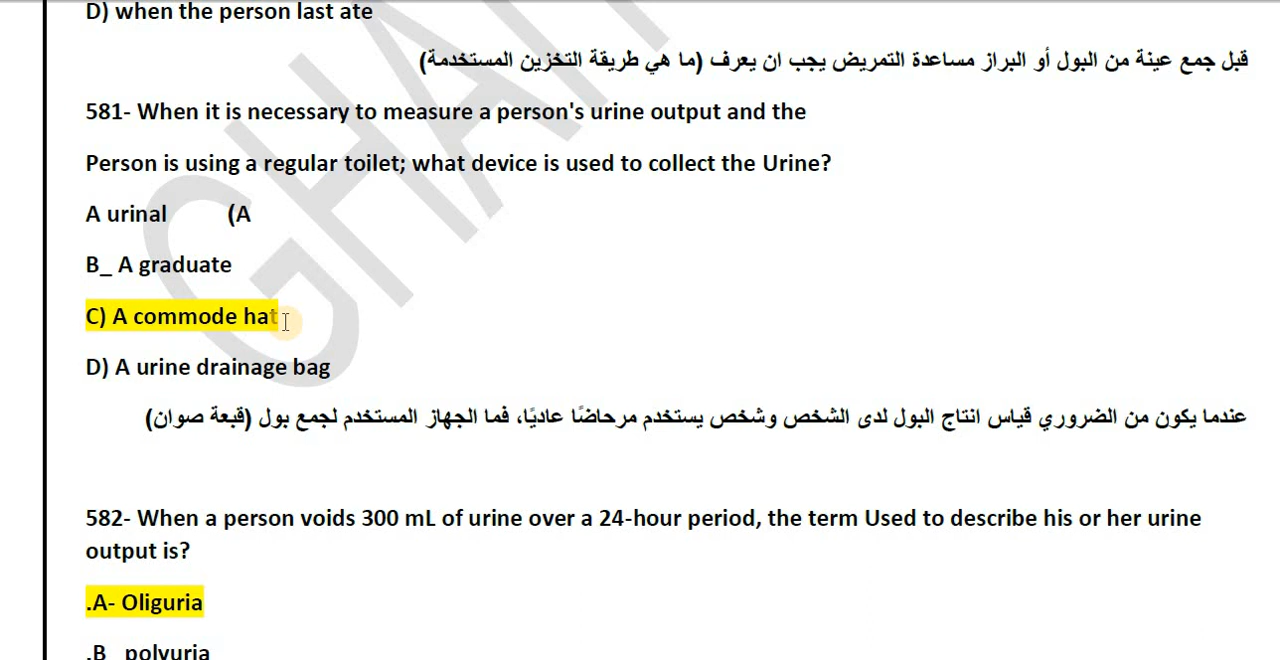 D) when the person last ate
قبل جمع عينة من البول أو البراز مساعدة التمريض يجب ان يعرف (ما هي طريقة التخزين المستخدمة)
581- When it is necessary to measure a person's urine output and the
Person is using a regular toilet; what device is used to collect the Urine?
A urinal (A
B_ A graduate
C) A commode hat
D) A urine drainage bag
عندما يكون من الضروري قياس انتاج البول لدى الشخص وشخص يستخدم مرحاضًا عاديًا، فما الجهاز المستخدم لجمع بول (قبعة صوان)
582- When a person voids 300 mL of urine over a 24-hour period, the term Used to describe his or her urine
output is?
.A- Oliguria
.B_ polyuria
GHA